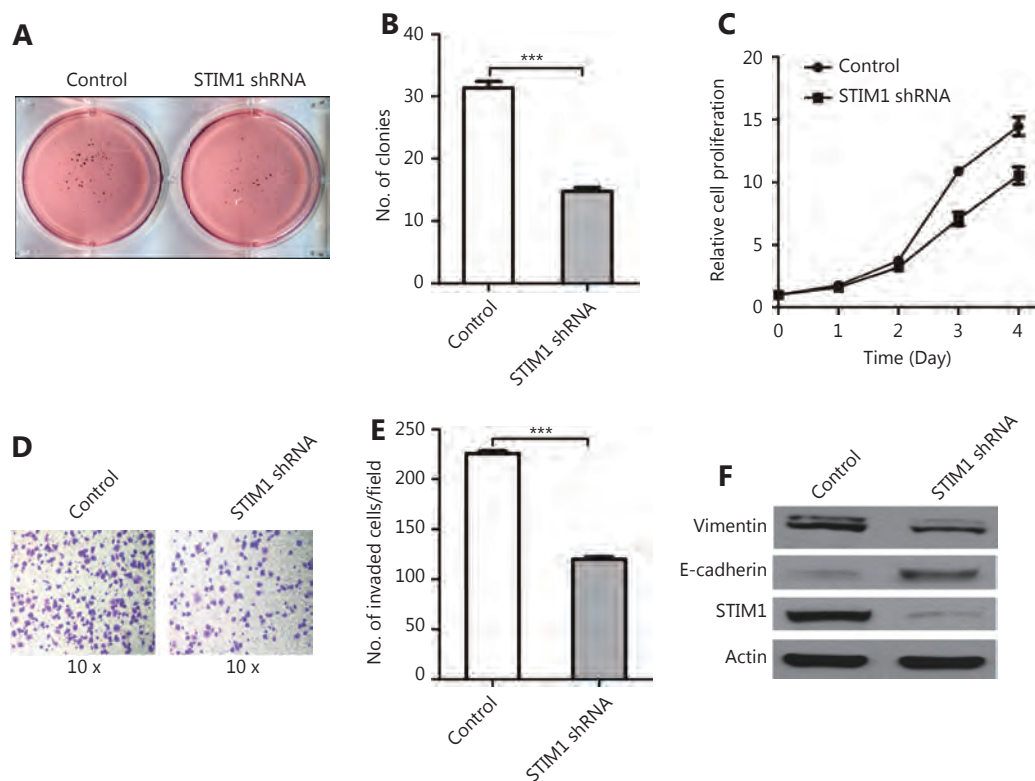 A
Control
STIM1 shRNA
B
No. of clonies
40
30
20
10
0
***
Control
STIM1 shRNA
C
Relative cell proliferation
20
15
10
5
0
Control
STIM1 shRNA
0 1 2 3 4
Time (Day)
D
Control
STIM1 shRNA
10 x
10 x
E
No. of invaded cells/field
250
200
150
100
50
0
***
Control
STIM1 shRNA
F
Control
STIM1 shRNA
Vimentin
E-cadherin
STIM1
Actin